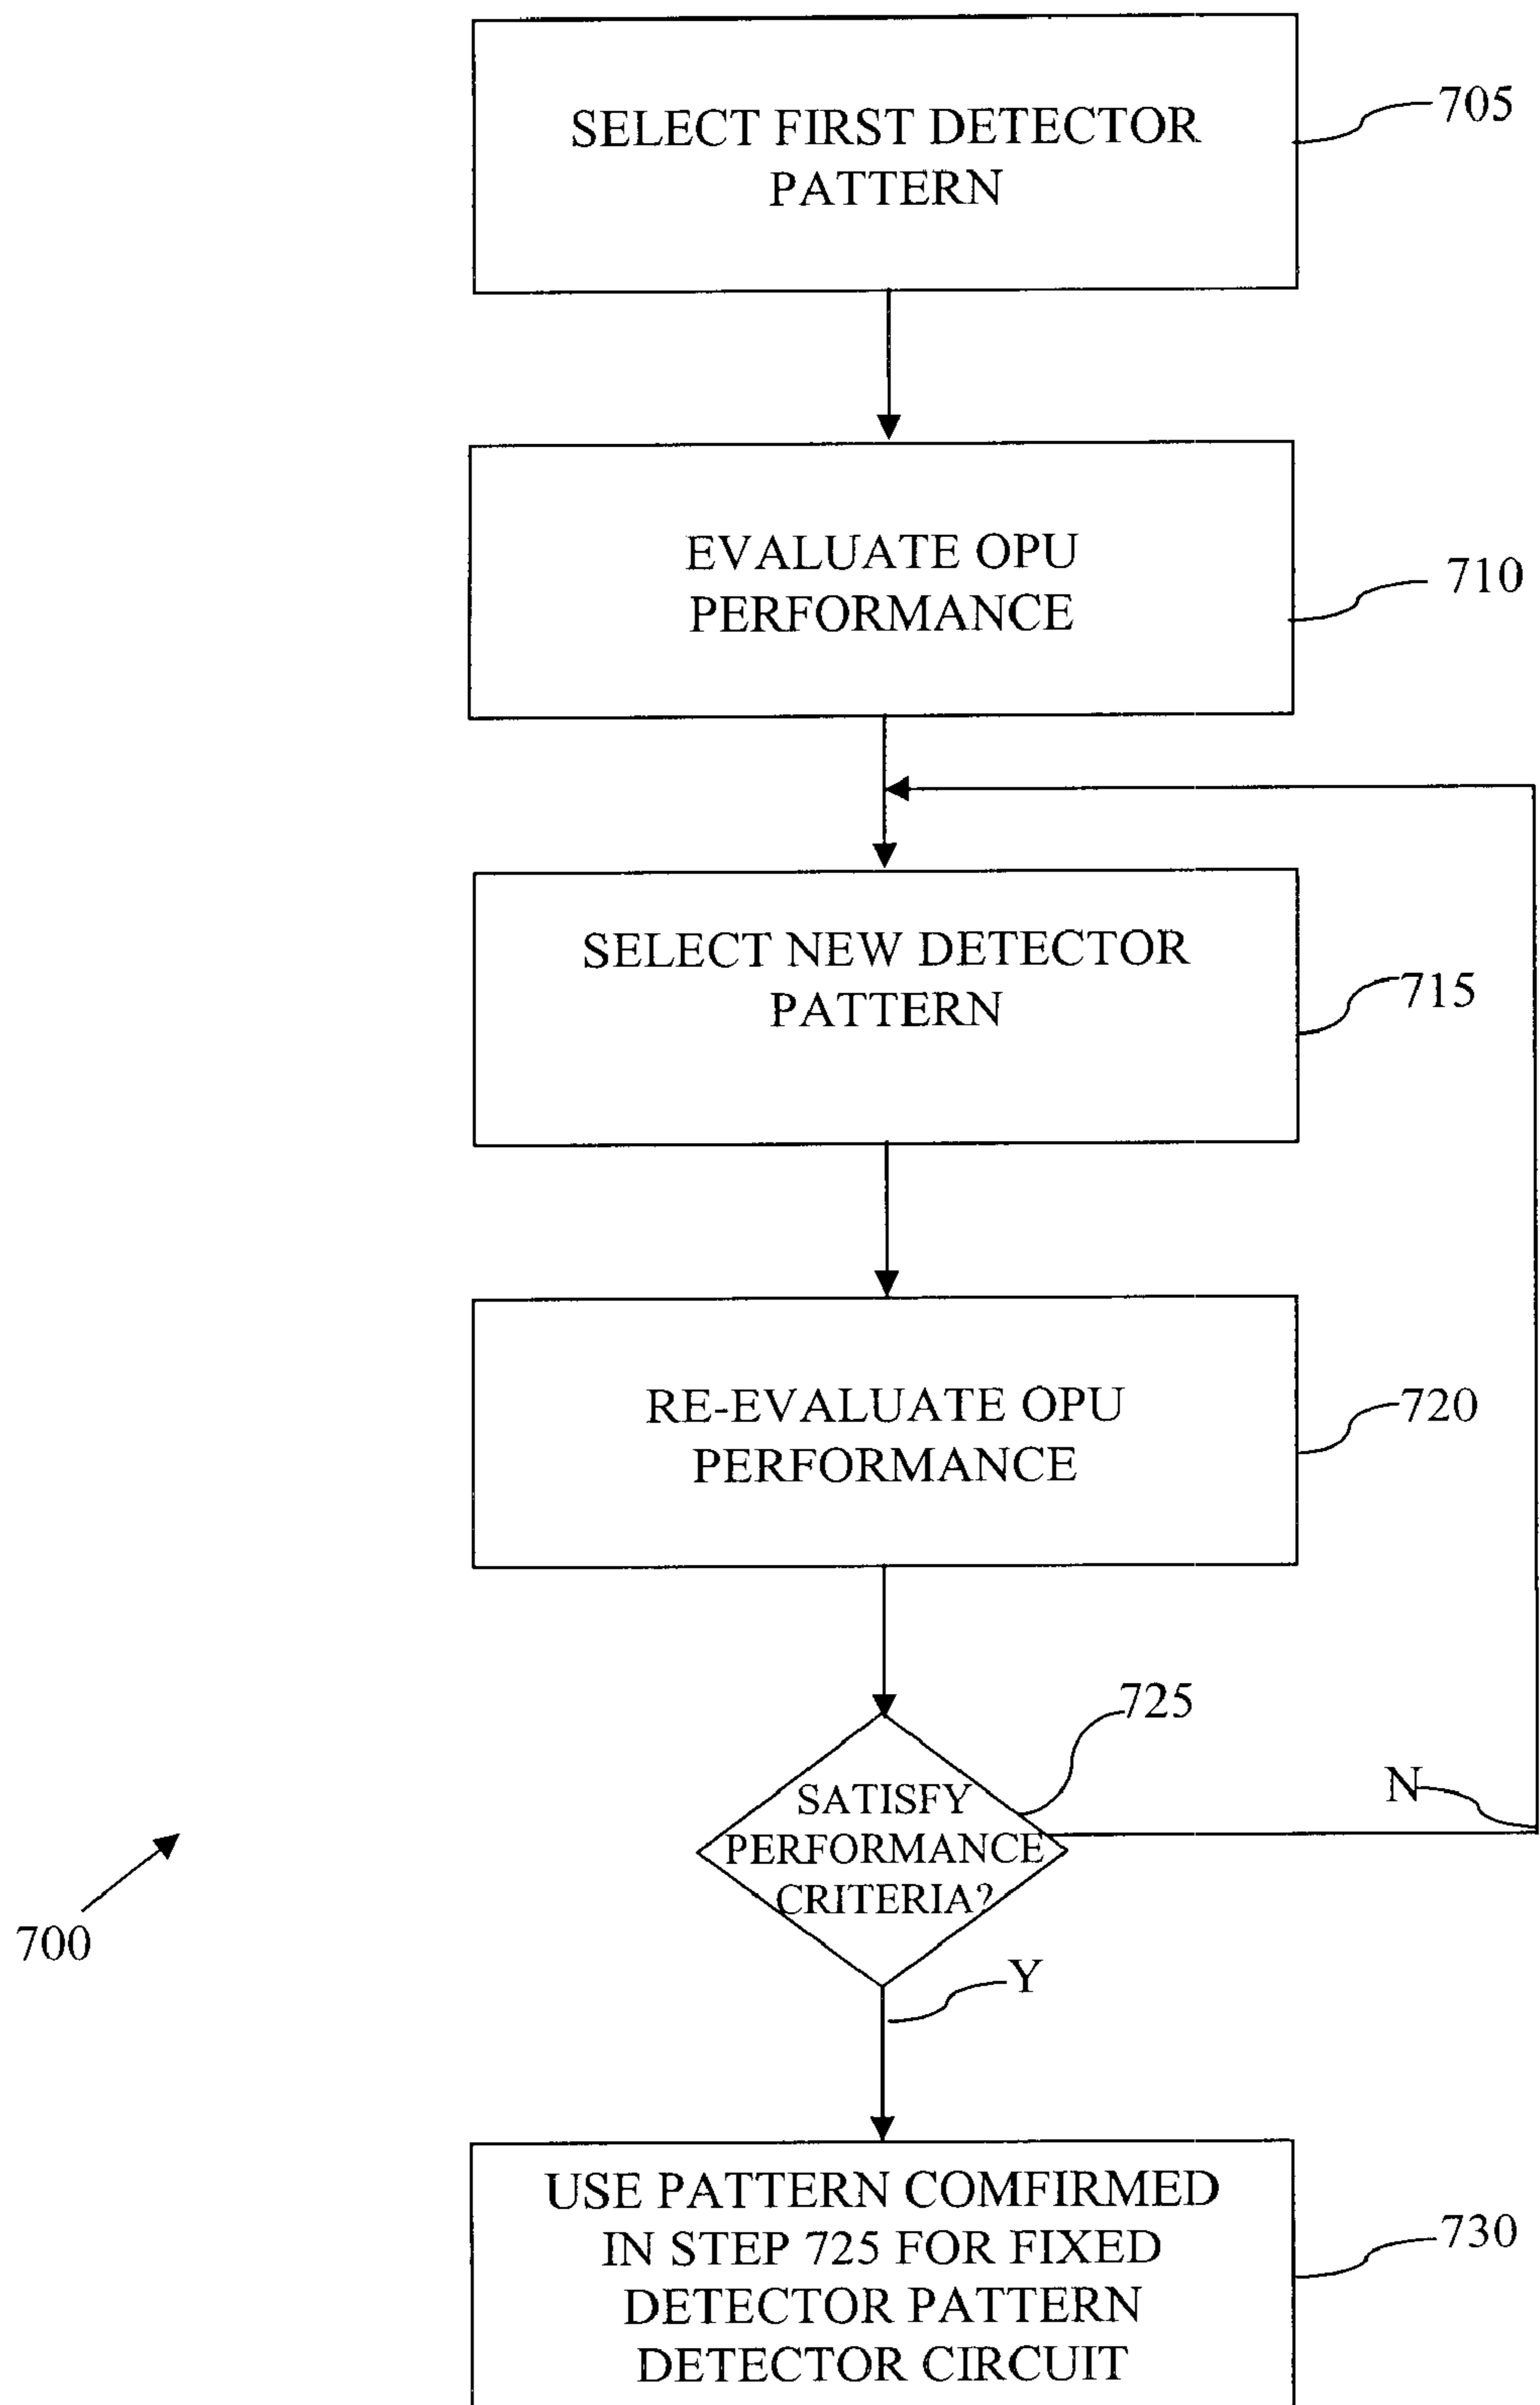 SELECT FIRST DETECTOR
PATTERN
705
EVALUATE OPU
PERFORMANCE
710
SELECT NEW DETECTOR
PATTERN
715
RE-EVALUATE OPU
PERFORMANCE
720
725
SATISFY
PERFORMANCE
CRITERIA?
N
700
Y
USE PATTERN COMFIRMED
IN STEP 725 FOR FIXED
DETECTOR PATTERN
DETECTOR CIRCUIT
730